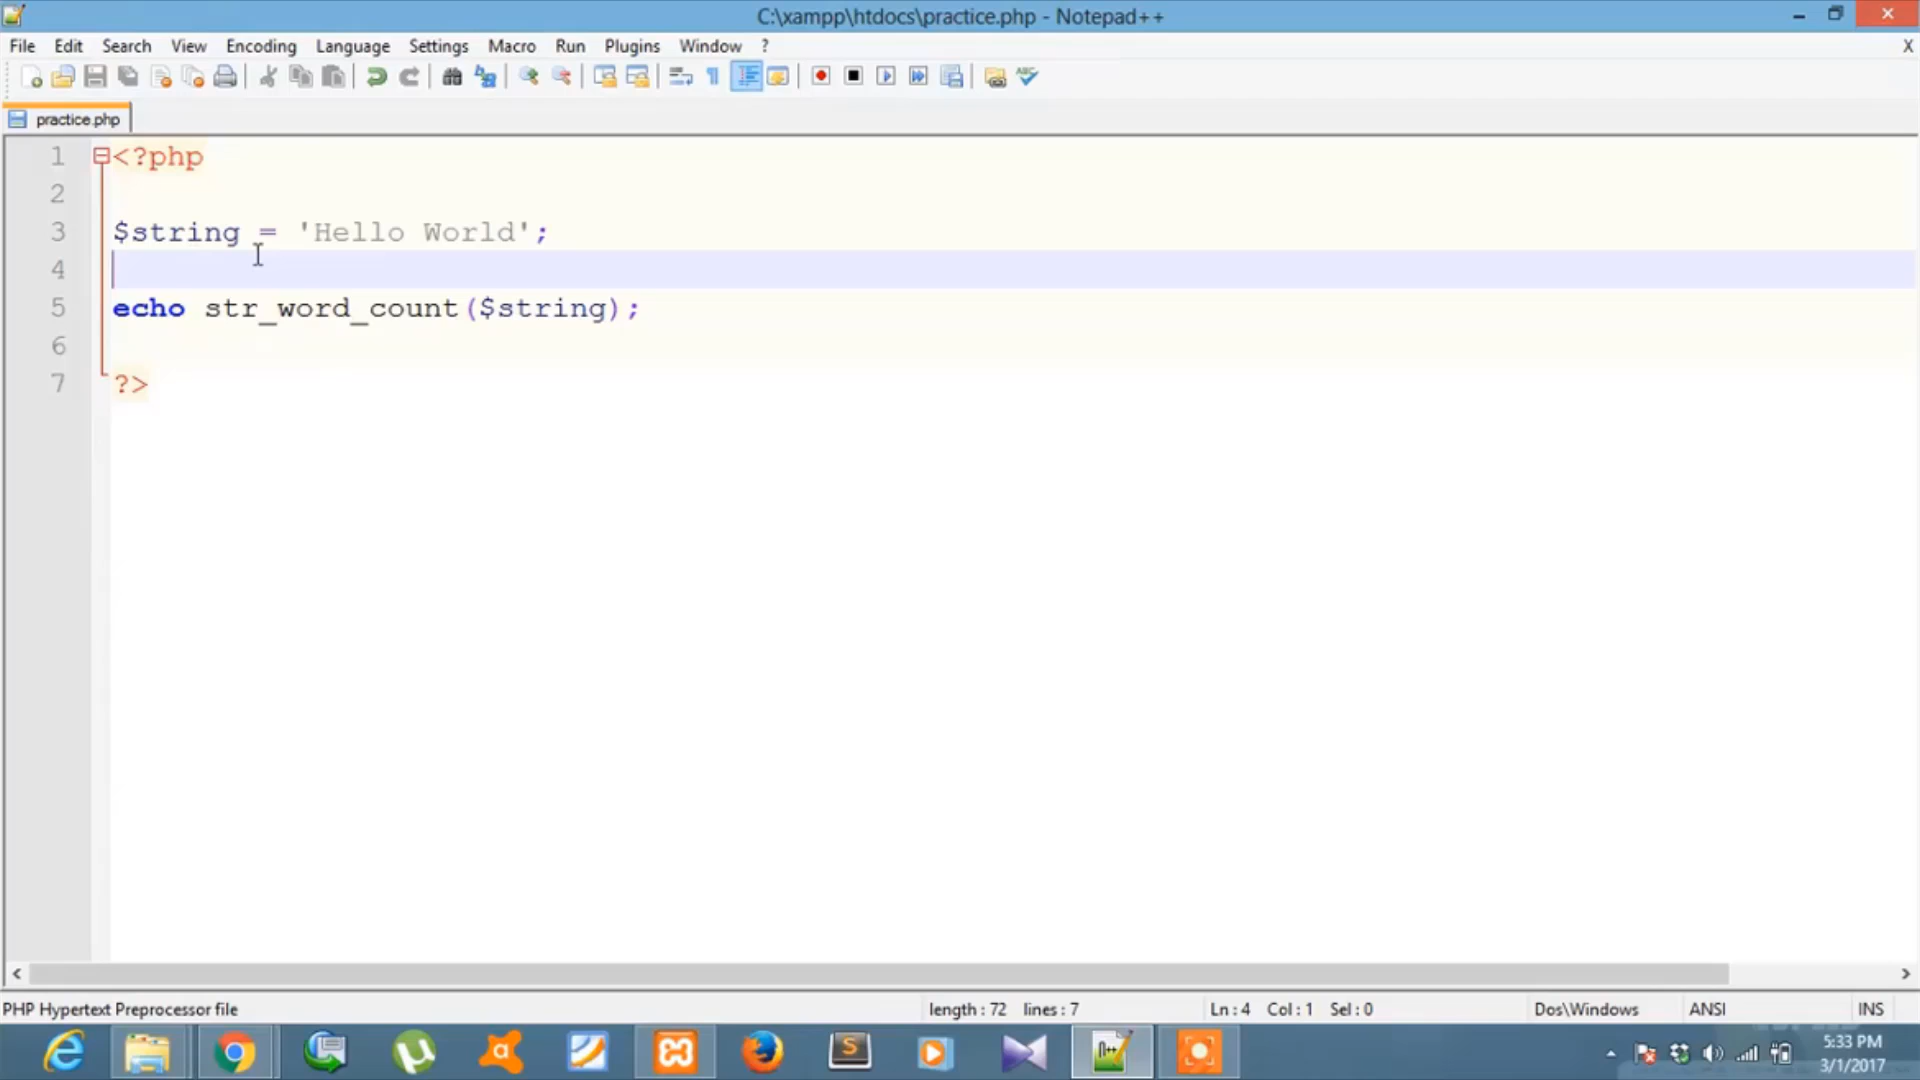 C:\xampp\htdocs\practice.php - Notepad++
File Edit Search View Encoding Language Settings Macro Run Plugins Window ? X
practice.php
1 <?php
2
3 $string = 'Hello World';
4
5 echo str_word_count($string);
6
7 ?>
PHP Hypertext Preprocessor file length : 72 lines : 7 Ln : 4 Col : 1 Sel : 0 Dos\Windows ANSI INS
5:33 PM
3/1/2017